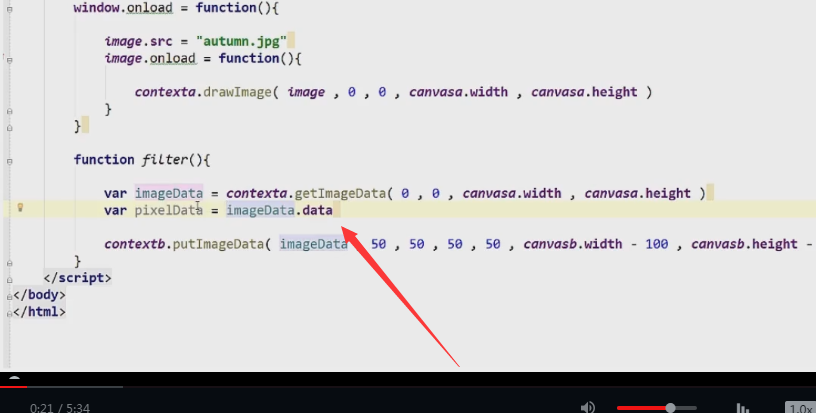 window.onload = function(){
image.src = "autumn.jpg"
image.onload = function(){
contexta.drawImage( image , 0 , 0 , canvasa.width , canvasa.height )
}
}
function filter(){
var imageData = contexta.getImageData( 0 , 0 , canvasa.width , canvasa.height )
var pixelData = imageData.data
contextb.putImageData( imageData 50 , 50 , 50 , 50 , canvasb.width - 100 , canvasb.height -
}
</script>
</body>
</html>
0:21 / 5:34
1.0x